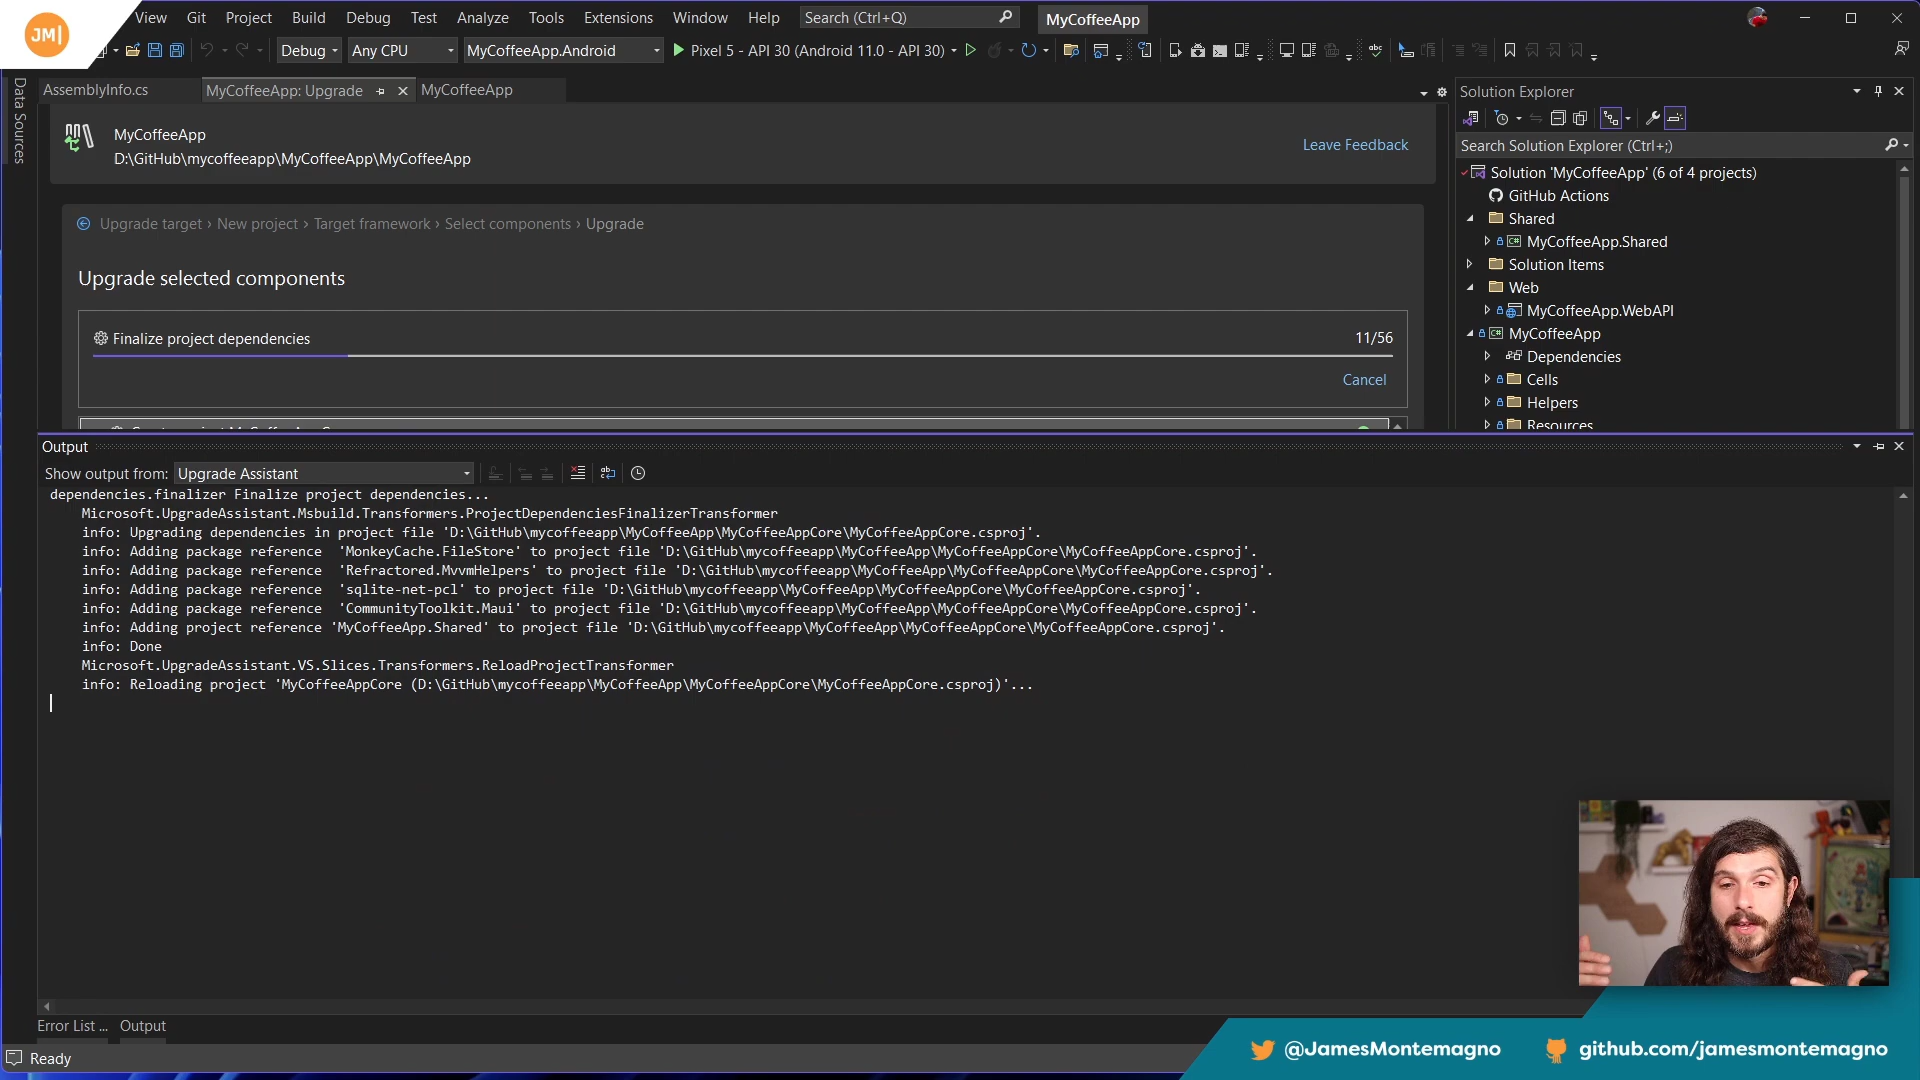 JM|
View Git Project Build Debug Test Analyze Tools Extensions Window Help Search (Ctrl+Q) MyCoffeeApp
Debug Any CPU MyCoffeeApp.Android Pixel 5 - API 30 (Android 11.0 - API 30)
Data Sources
AssemblyInfo.cs MyCoffeeApp: Upgrade MyCoffeeApp
MyCoffeeApp
D:\GitHub\mycoffeeapp\MyCoffeeApp\MyCoffeeApp
Leave Feedback
Upgrade target › New project › Target framework › Select components › Upgrade
Upgrade selected components
Finalize project dependencies 11/56
Cancel
Solution Explorer
Search Solution Explorer (Ctrl+;)
Solution 'MyCoffeeApp' (6 of 4 projects)
GitHub Actions
Shared
MyCoffeeApp.Shared
Solution Items
Web
MyCoffeeApp.WebAPI
MyCoffeeApp
Dependencies
Cells
Helpers
Resources
Output
Show output from: Upgrade Assistant
dependencies.finalizer Finalize project dependencies...
Microsoft.UpgradeAssistant.Msbuild.Transformers.ProjectDependenciesFinalizerTransformer
info: Upgrading dependencies in project file 'D:\GitHub\mycoffeeapp\MyCoffeeApp\MyCoffeeAppCore\MyCoffeeAppCore.csproj'.
info: Adding package reference 'MonkeyCache.FileStore' to project file 'D:\GitHub\mycoffeeapp\MyCoffeeApp\MyCoffeeAppCore\MyCoffeeAppCore.csproj'.
info: Adding package reference 'Refractored.MvvmHelpers' to project file 'D:\GitHub\mycoffeeapp\MyCoffeeApp\MyCoffeeAppCore\MyCoffeeAppCore.csproj'.
info: Adding package reference 'sqlite-net-pcl' to project file 'D:\GitHub\mycoffeeapp\MyCoffeeApp\MyCoffeeAppCore\MyCoffeeAppCore.csproj'.
info: Adding package reference 'CommunityToolkit.Maui' to project file 'D:\GitHub\mycoffeeapp\MyCoffeeApp\MyCoffeeAppCore\MyCoffeeAppCore.csproj'.
info: Adding project reference 'MyCoffeeApp.Shared' to project file 'D:\GitHub\mycoffeeapp\MyCoffeeApp\MyCoffeeAppCore\MyCoffeeAppCore.csproj'.
info: Done
Microsoft.UpgradeAssistant.VS.Slices.Transformers.ReloadProjectTransformer
info: Reloading project 'MyCoffeeAppCore (D:\GitHub\mycoffeeapp\MyCoffeeApp\MyCoffeeAppCore\MyCoffeeAppCore.csproj)'...
Error List ... Output
Ready
@JamesMontemagno github.com/jamesmontemagno